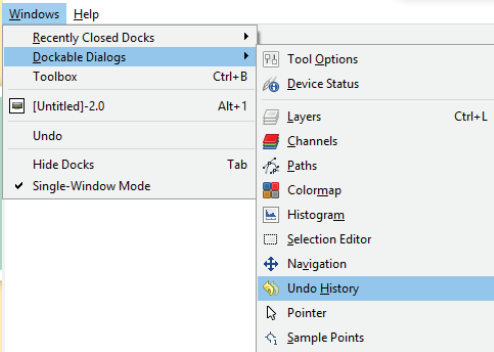 Windows Help
Recently Closed Docks
Dockable Dialogs
Toolbox Ctrl+B
[Untitled]-2.0 Alt+1
Undo
Hide Docks Tab
Single-Window Mode
Tool Options
Device Status
Layers Ctrl+L
Channels
Paths
Colormap
Histogram
Selection Editor
Navigation
Undo History
Pointer
Sample Points